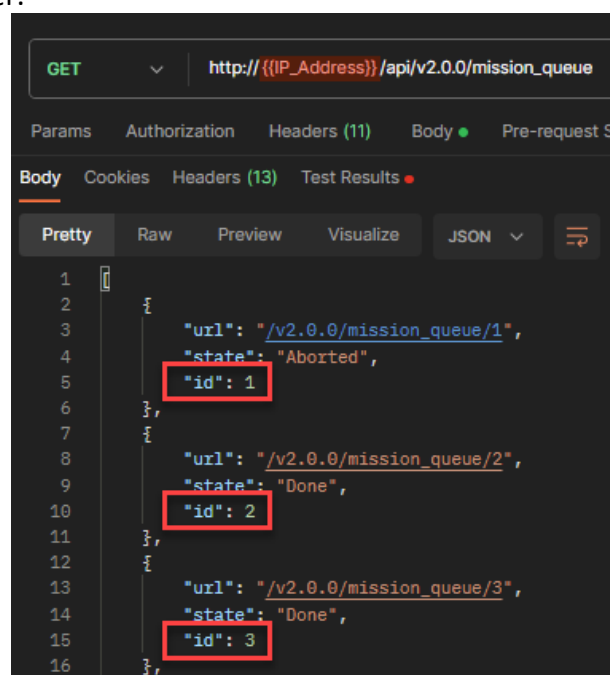 er.
GET http://{{IP_Address}}/api/v2.0.0/mission_queue
Params Authorization Headers (11) Body Pre-request S
Body Cookies Headers (13) Test Results
Pretty Raw Preview Visualize JSON
1 [
2 {
3 "url": "/v2.0.0/mission_queue/1",
4 "state": "Aborted",
5 "id": 1
6 },
7 {
8 "url": "/v2.0.0/mission_queue/2",
9 "state": "Done",
10 "id": 2
11 },
12 {
13 "url": "/v2.0.0/mission_queue/3",
14 "state": "Done",
15 "id": 3
16 },